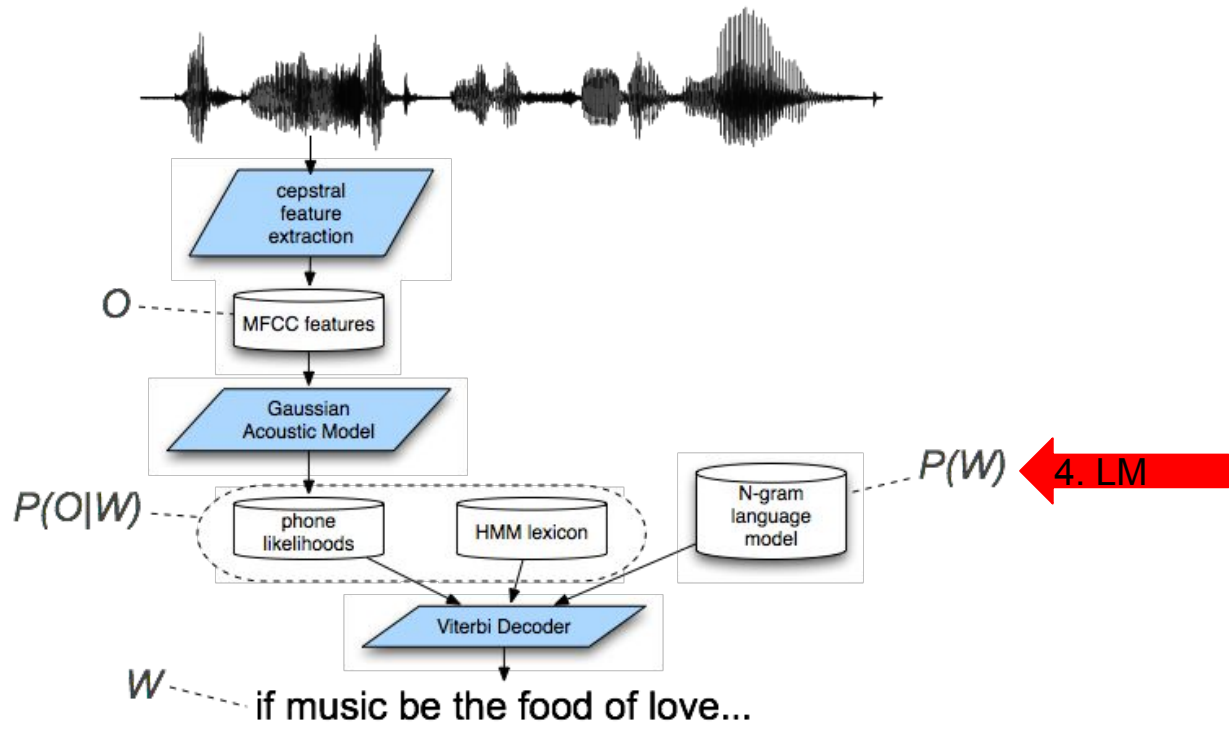 cepstral
feature
extraction
O
MFCC features
Gaussian
Acoustic Model
P(W)
4. LM
N-gram
language
model
P(O|W)
phone
likelihoods
HMM lexicon
Viterbi Decoder
W
if music be the food of love...